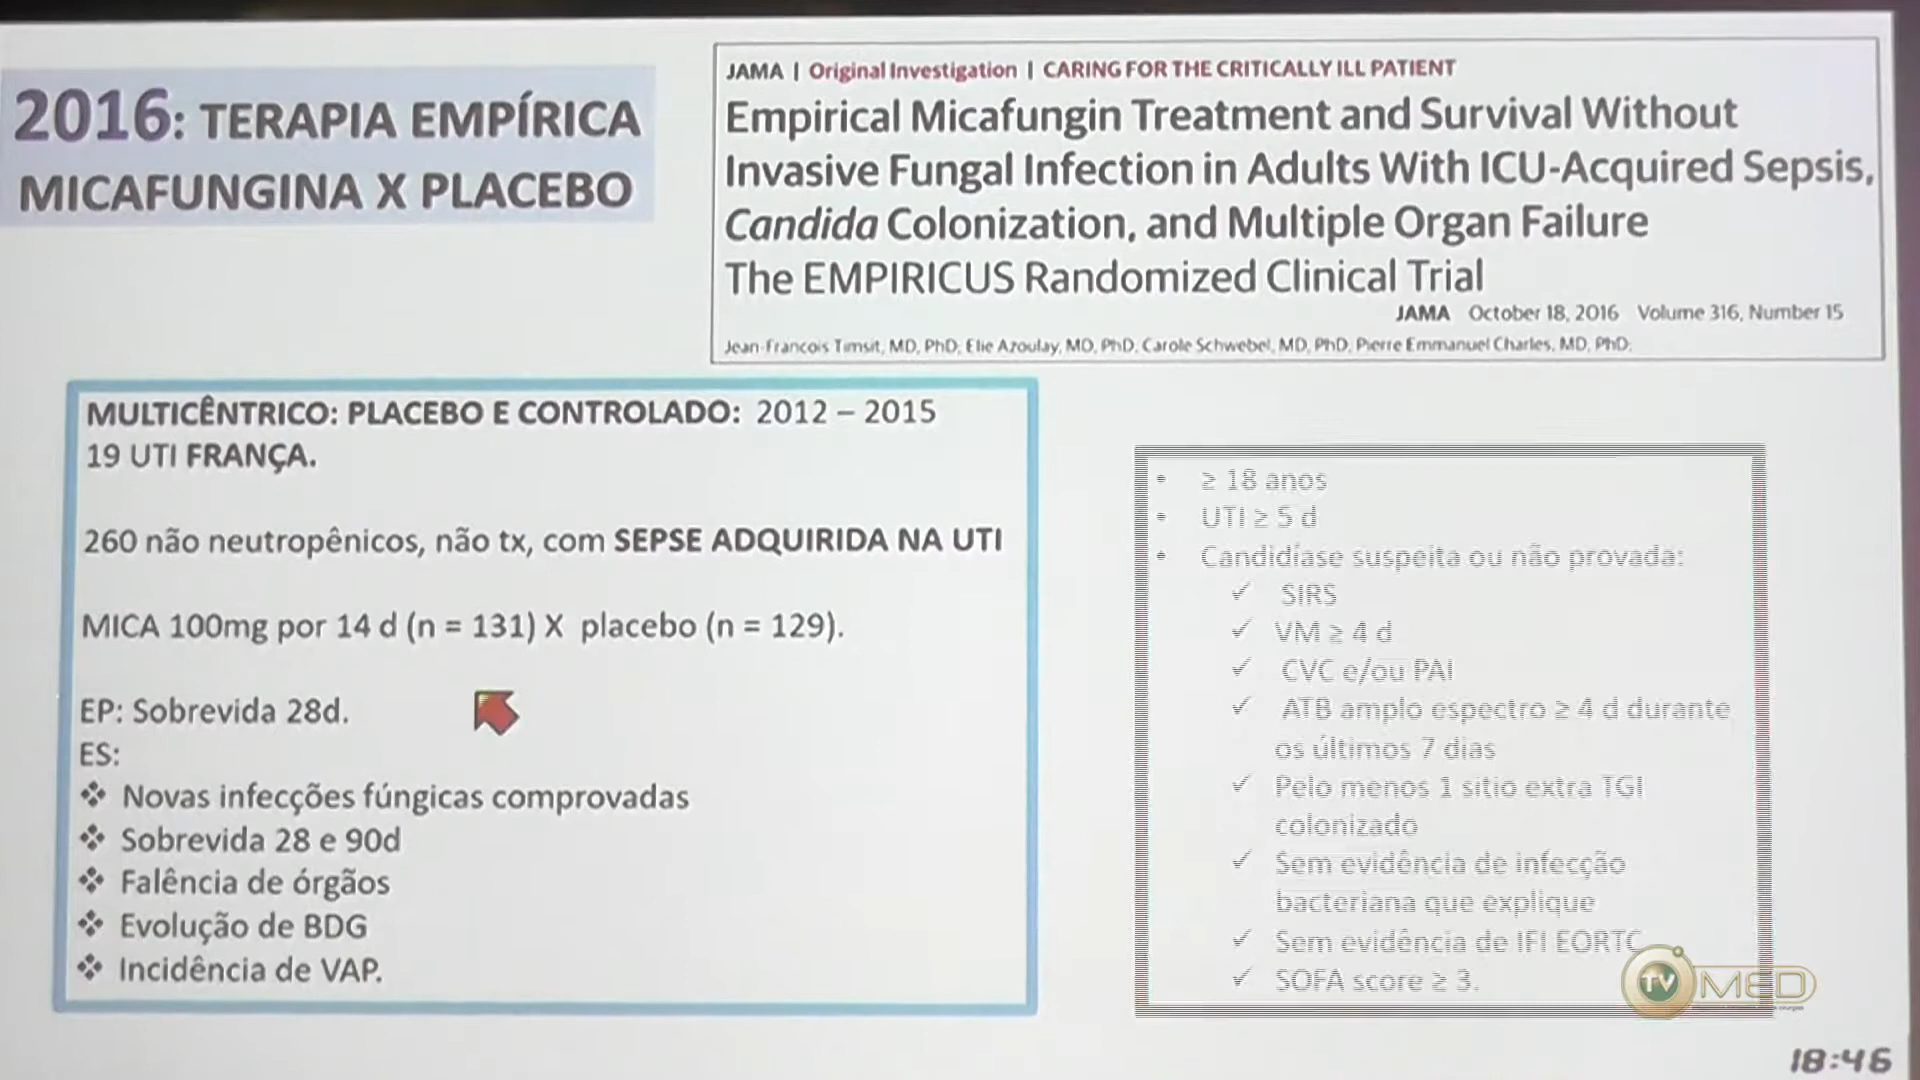 2016: TERAPIA EMPÍRICA
MICAFUNGINA X PLACEBO
JAMA | Original Investigation | CARING FOR THE CRITICALLY ILL PATIENT
Empirical Micafungin Treatment and Survival Without
Invasive Fungal Infection in Adults With ICU-Acquired Sepsis,
Candida Colonization, and Multiple Organ Failure
The EMPIRICUS Randomized Clinical Trial
JAMA October 18, 2016 Volume 316, Number 15
Jean-Francois Timsit, MD, PhD; Elie Azoulay, MD, PhD; Carole Schwebel, MD, PhD; Pierre Emmanuel Charles, MD, PhD;
MULTICÊNTRICO: PLACEBO E CONTROLADO: 2012 – 2015
19 UTI FRANÇA.
260 não neutropênicos, não tx, com SEPSE ADQUIRIDA NA UTI
MICA 100mg por 14 d (n = 131) X placebo (n = 129).
EP: Sobrevida 28d.
ES:
❖ Novas infecções fúngicas comprovadas
❖ Sobrevida 28 e 90d
❖ Falência de órgãos
❖ Evolução de BDG
❖ Incidência de VAP.
• ≥ 18 anos
• UTI ≥ 5 d
• Candidíase suspeita ou não provada:
✓ SIRS
✓ VM ≥ 4 d
✓ CVC e/ou PAI
✓ ATB amplo espectro ≥ 4 d durante
os últimos 7 dias
✓ Pelo menos 1 sitio extra TGI
colonizado
✓ Sem evidência de infecção
bacteriana que explique
✓ Sem evidência de IFI EORTC
✓ SOFA score ≥ 3.
TV MED
18:46